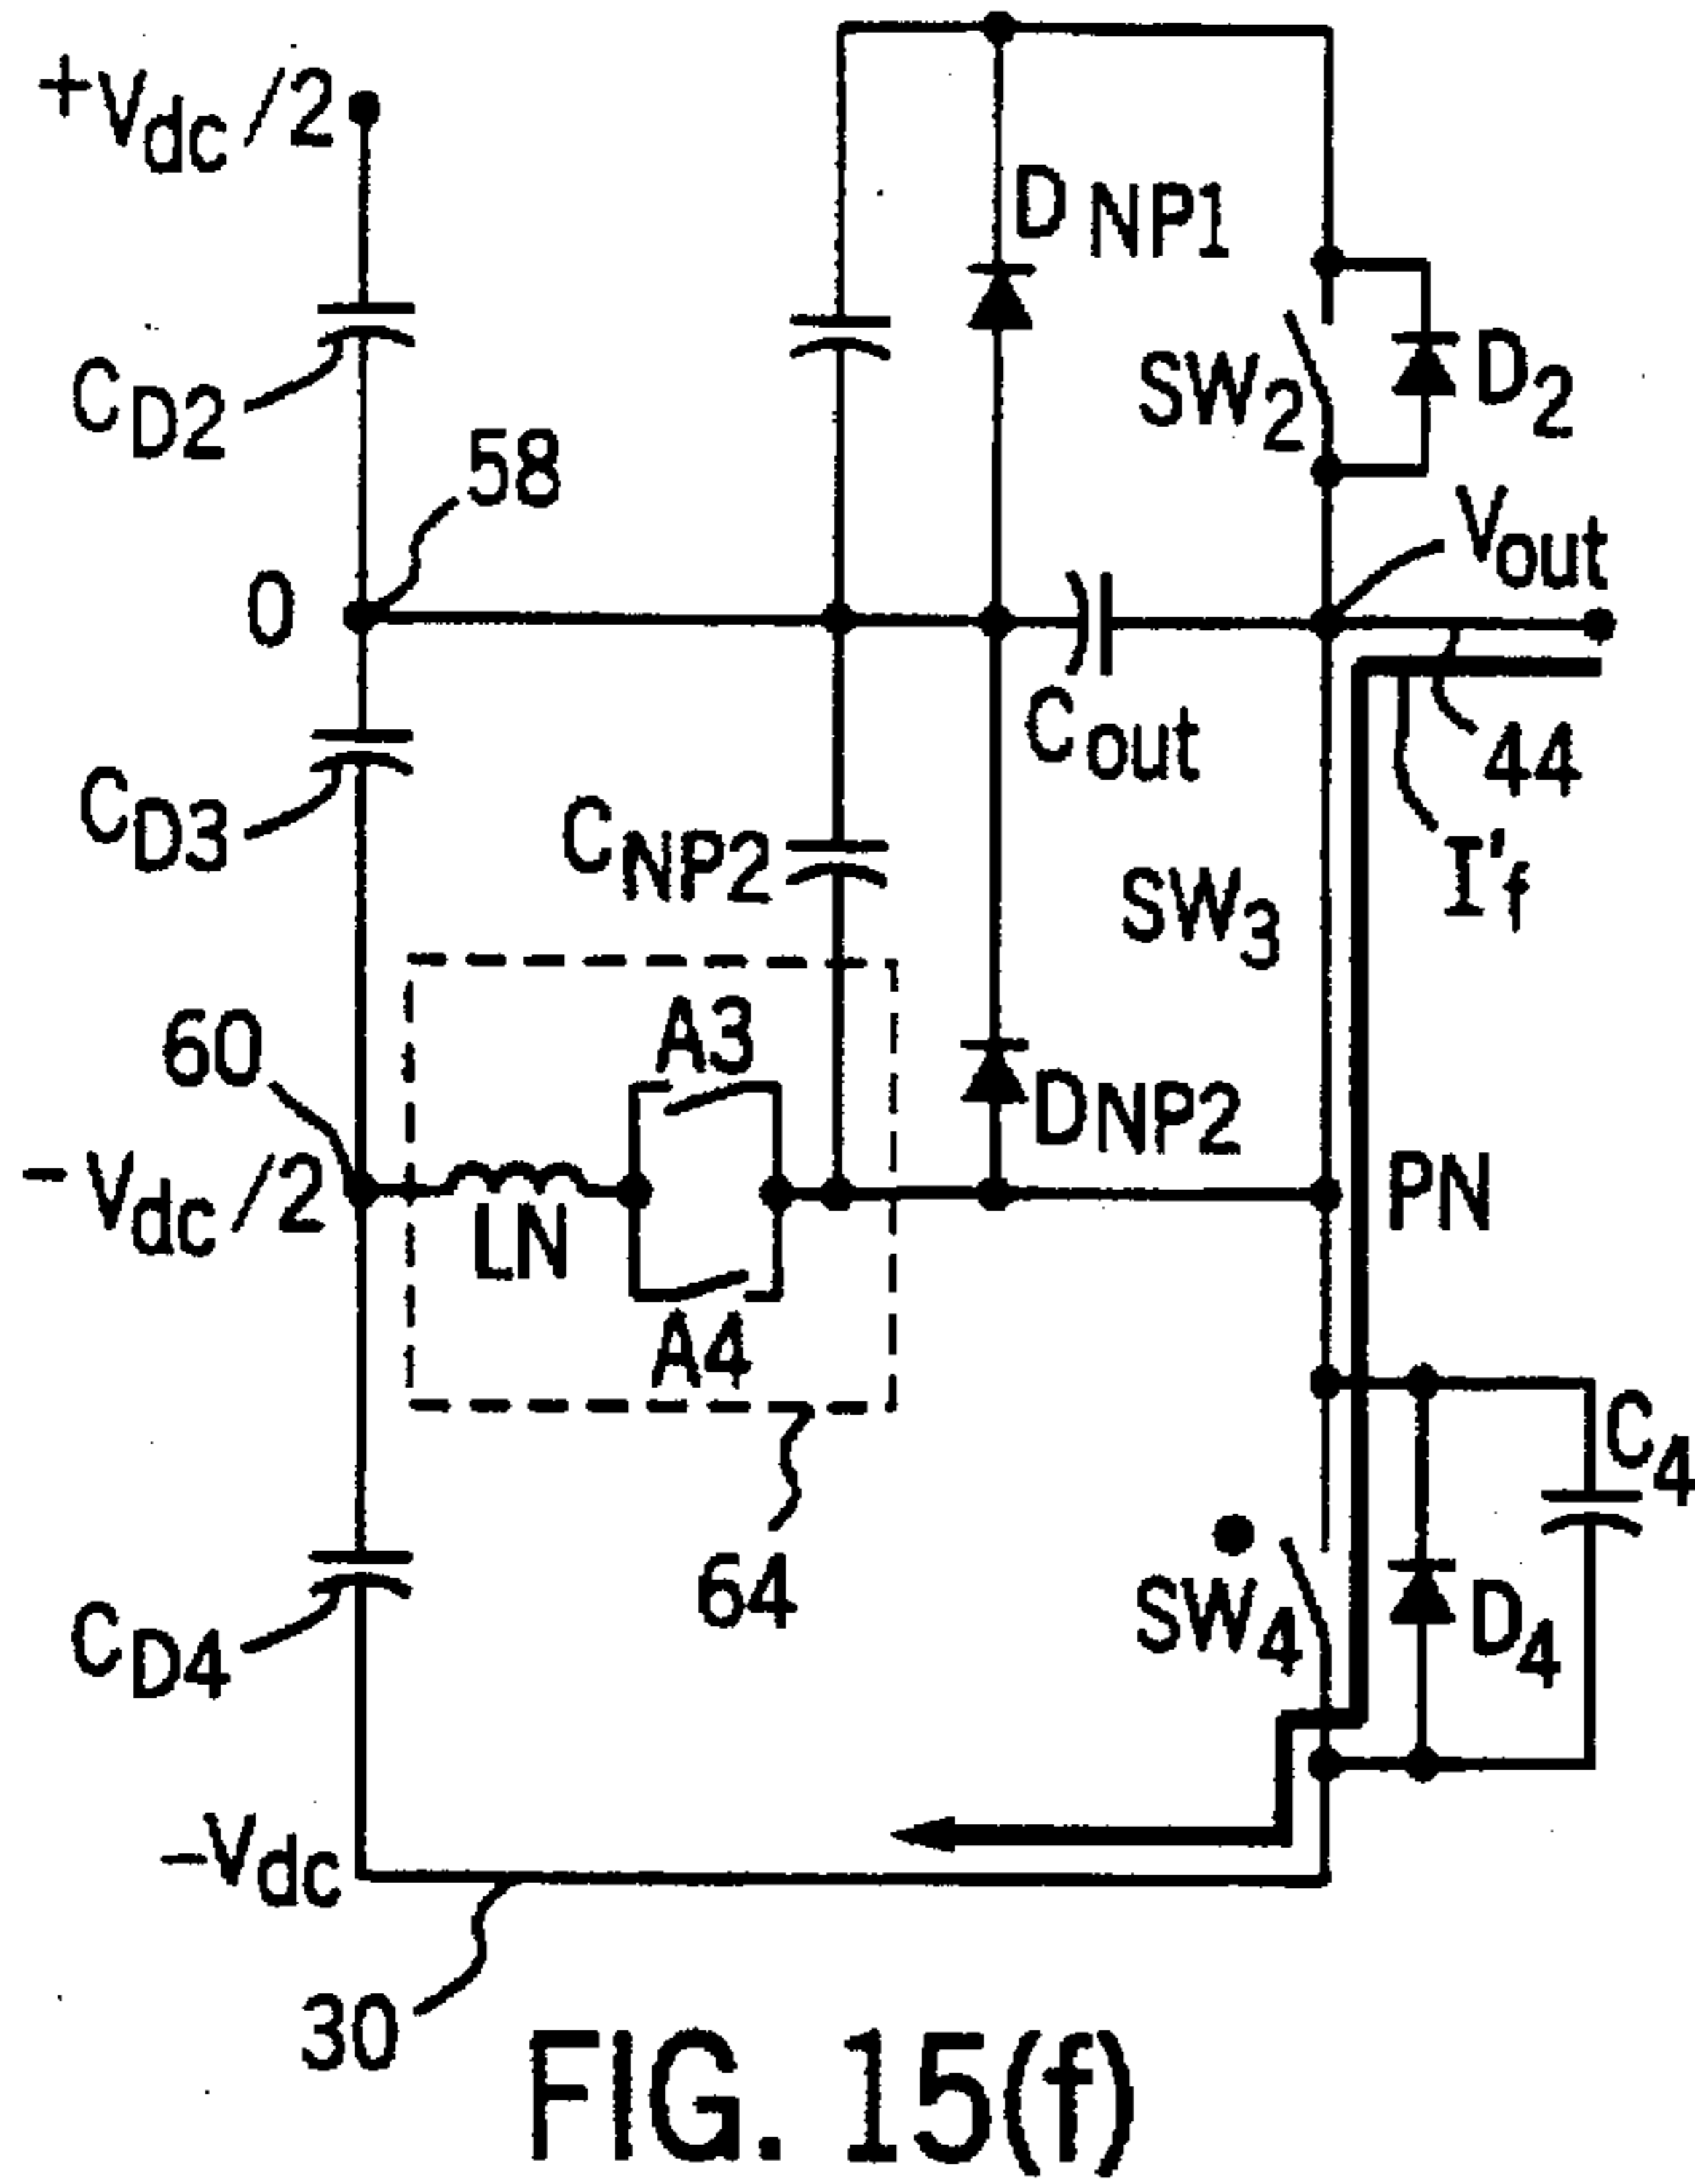 +Vdc/2
DNP1
SW2
D2
CD2
58
Vout
0
Cout
44
CD3
CNP2
SW3
I'f
A3
60
DNP2
-Vdc/2
LN
PN
A4
C4
64
SW4
D4
CD4
-Vdc
30
FIG. 15(f)